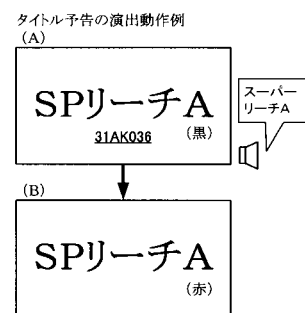 タイトル予告の演出動作例
(A)
SPリーチA
31AK036
(黒)
スーパー
リーチA
(B)
SPリーチA
(赤)